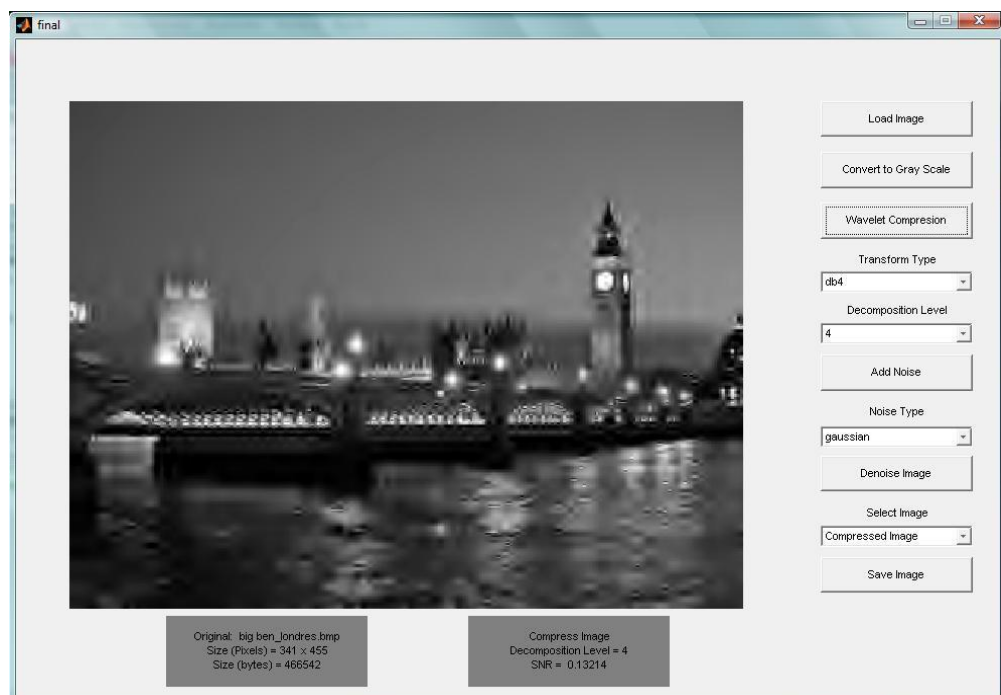 final
Load Image
Convert to Gray Scale
Wavelet Compresion
Transform Type
db4
Decomposition Level
4
Add Noise
Noise Type
gaussian
Denoise Image
Select Image
Compressed Image
Save Image
Original:  big ben_londres.bmp
Size (Pixels) = 341 x 455
Size (bytes) = 466542
Compress Image
Decomposition Level = 4
SNR =  0.13214